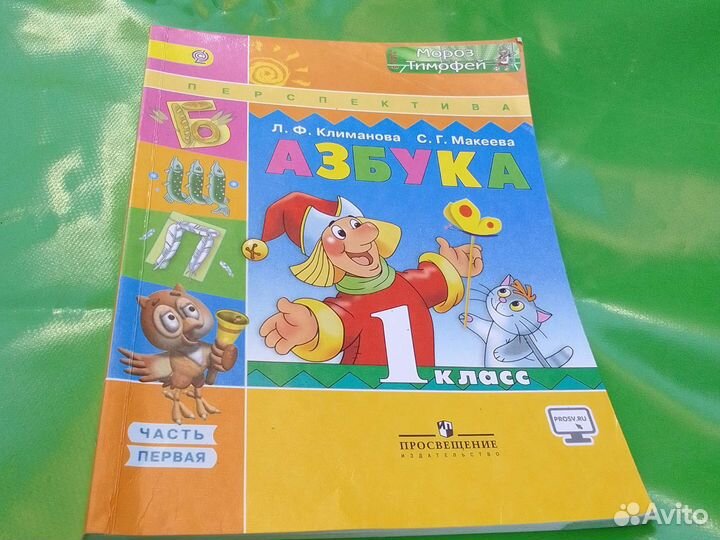 Мороз
Тимофей
ПЕРСПЕКТИВА
Л. Ф. Климанова С. Г. Макеева
АЗБУКА
Б
Ш
П
1 класс
ЧАСТЬ
ПЕРВАЯ
ПРОСВЕЩЕНИЕ
ИЗДАТЕЛЬСТВО
PROSV.RU
Avito